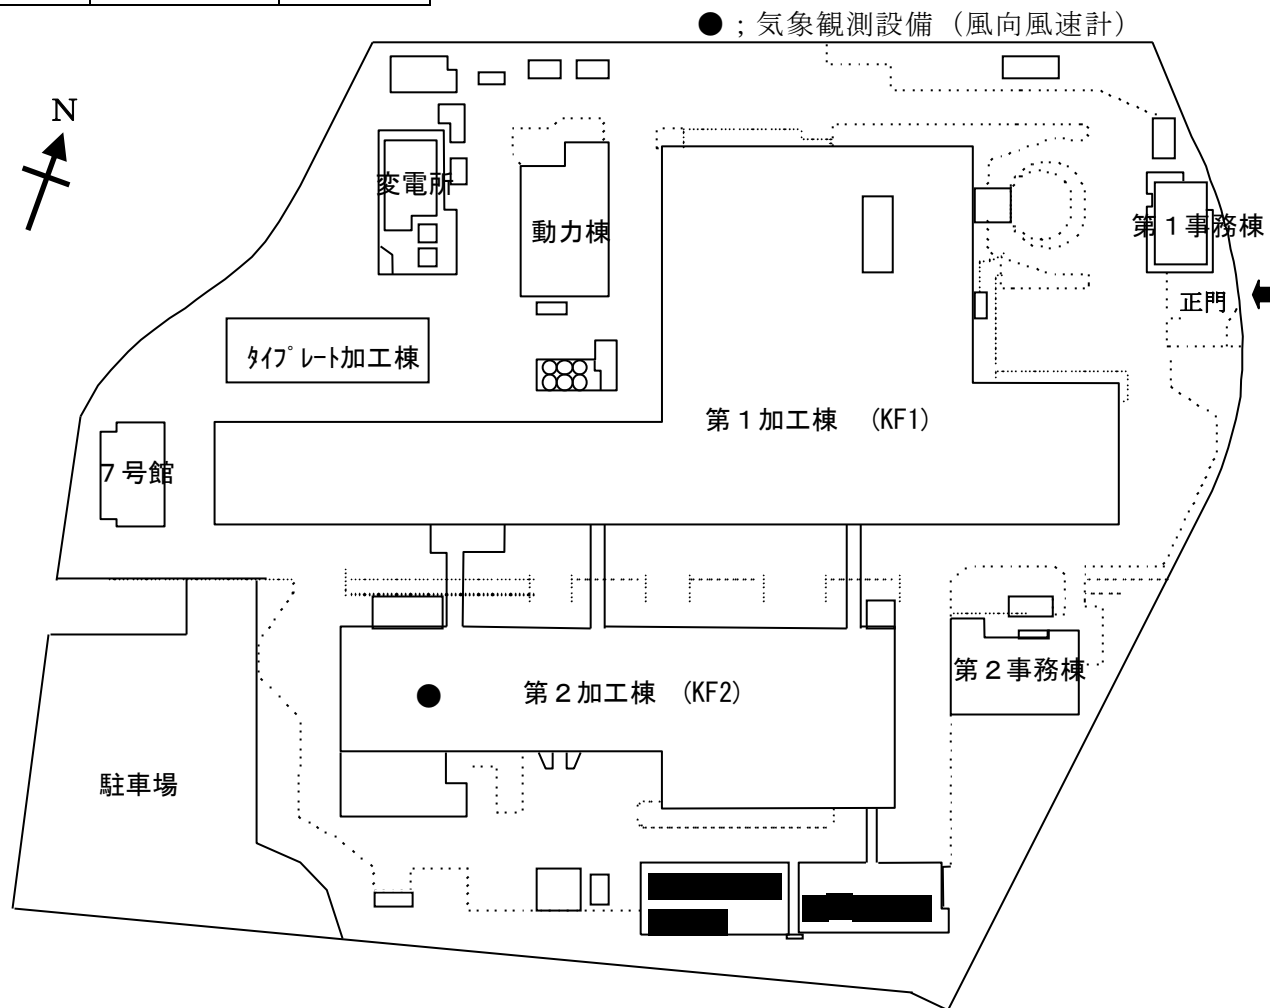 ●；気象観測設備（風向風速計）
N
変電所
動力棟
第１事務棟
正門
ﾀｲﾌﾟﾚｰﾄ加工棟
第１加工棟　(KF1)
７号館
第２加工棟　(KF2)
第２事務棟
駐車場